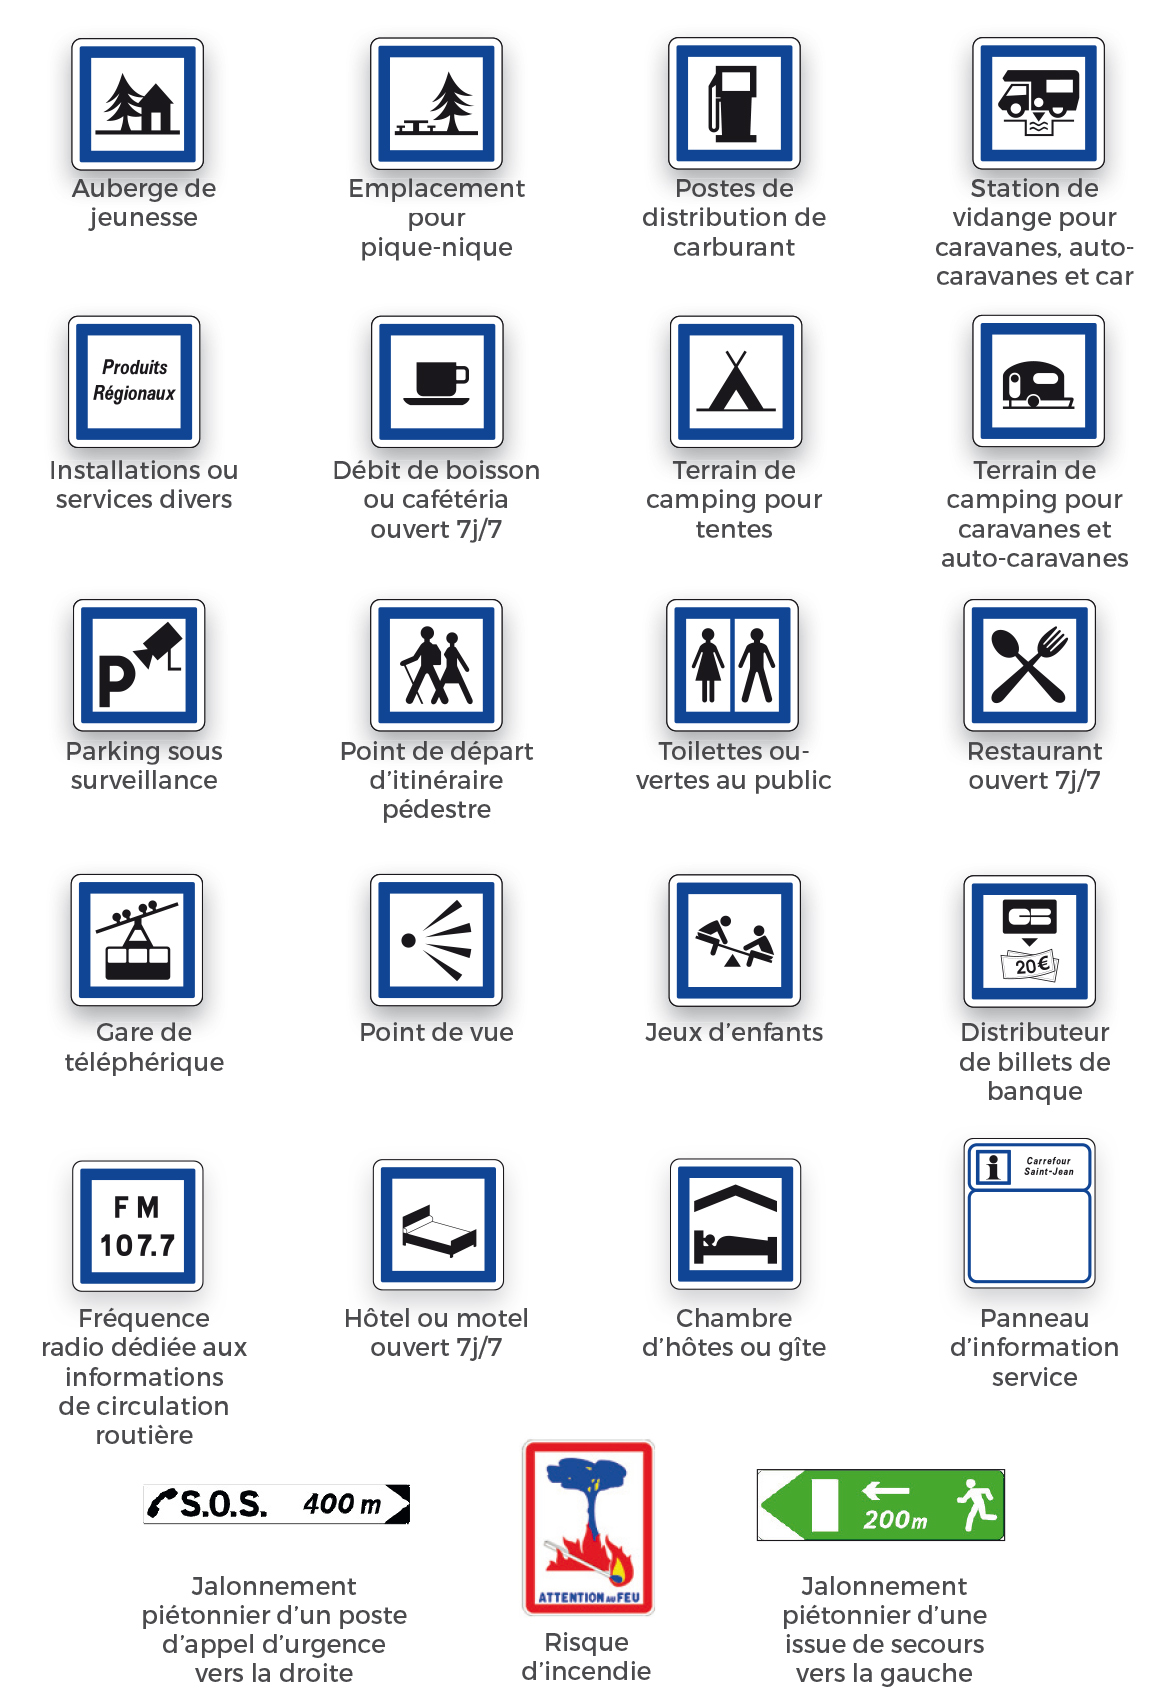 Auberge de
jeunesse
Emplacement
pour
pique-nique
Postes de
distribution de
carburant
Station de
vidange pour
caravanes, auto-
caravanes et car
Produits
Régionaux
Installations ou
services divers
Débit de boisson
ou cafétéria
ouvert 7j/7
Terrain de
camping pour
tentes
Terrain de
camping pour
caravanes et
auto-caravanes
P
Parking sous
surveillance
Point de départ
d'itinéraire
pédestre
Toilettes ou-
vertes au public
Restaurant
ouvert 7j/7
Gare de
téléphérique
Point de vue
Jeux d'enfants
CB
20€
Distributeur
de billets de
banque
FM
107.7
Fréquence
radio dédiée aux
informations
de circulation
routière
Hôtel ou motel
ouvert 7j/7
Chambre
d'hôtes ou gîte
i
Carrefour
Saint-Jean
Panneau
d'information
service
S.O.S. 400 m
Jalonnement
piétonnier d'un poste
d'appel d'urgence
vers la droite
ATTENTION AU FEU
Risque
d'incendie
200m
Jalonnement
piétonnier d'une
issue de secours
vers la gauche